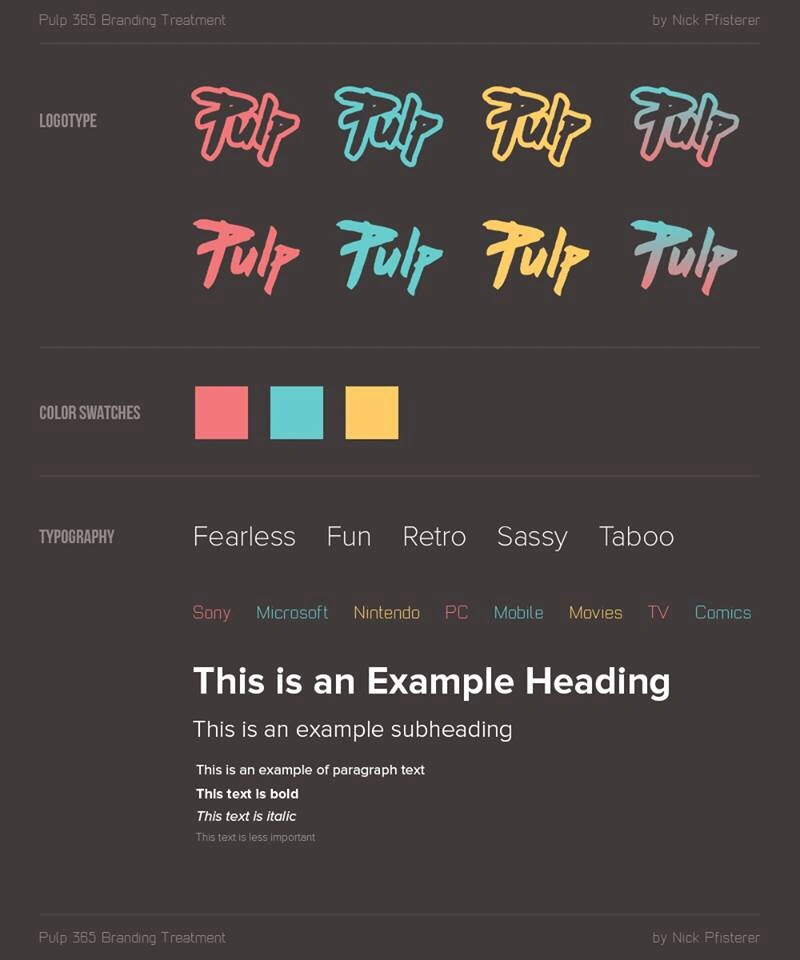 Pulp 365 Branding Treatment by Nick Pfisterer
LOGOTYPE
Pulp Pulp Pulp Pulp
Pulp Pulp Pulp Pulp
COLOR SWATCHES
TYPOGRAPHY
Fearless Fun Retro Sassy Taboo
Sony Microsoft Nintendo PC Mobile Movies TV Comics
This is an Example Heading
This is an example subheading
This is an example of paragraph text
This text is bold
This text is italic
This text is less important
Pulp 365 Branding Treatment by Nick Pfisterer